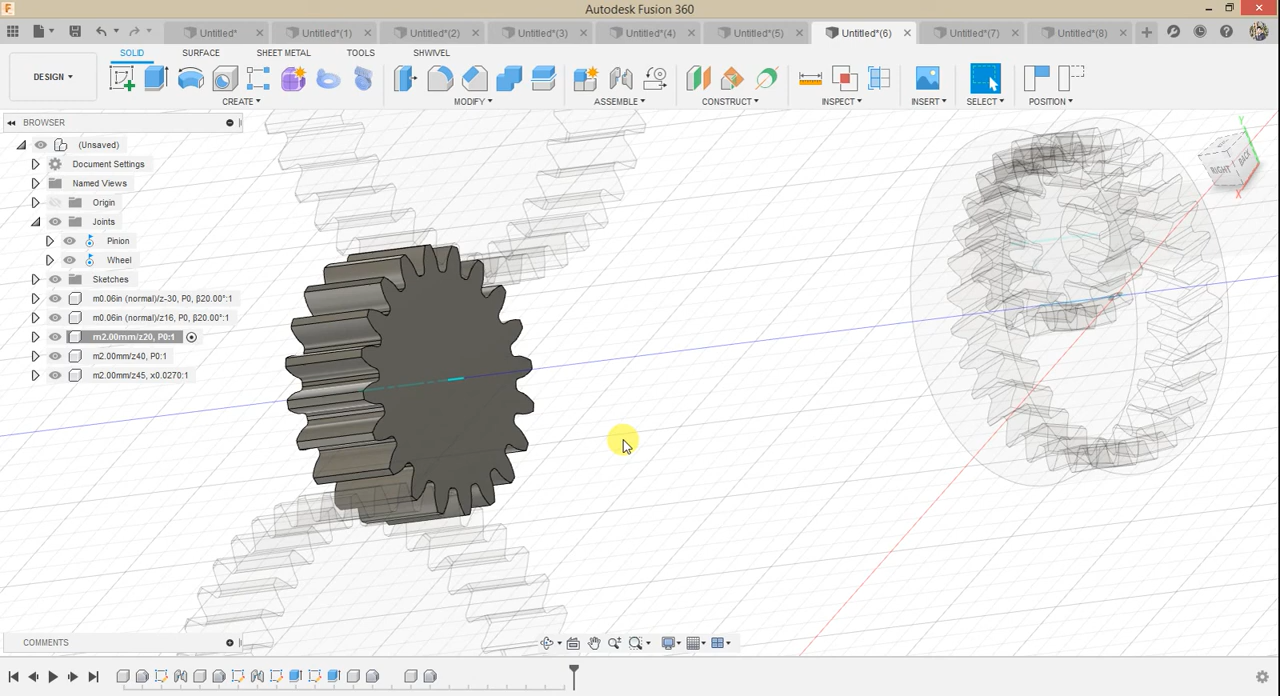 Autodesk Fusion 360
Untitled* Untitled*(1) Untitled*(2) Untitled*(3) Untitled*(4) Untitled*(5) Untitled*(6) Untitled*(7) Untitled*(8)
SOLID SURFACE SHEET METAL TOOLS SHWIVEL
DESIGN
CREATE MODIFY ASSEMBLE CONSTRUCT INSPECT INSERT SELECT POSITION
BROWSER
(Unsaved)
Document Settings
Named Views
Origin
Joints
Pinion
Wheel
Sketches
m0.06in (normal)/z-30, P0, β20.00°:1
m0.06in (normal)/z16, P0, β20.00°:1
m2.00mm/z20, P0:1
m2.00mm/z40, P0:1
m2.00mm/z45, x0.0270:1
Y
RIGHT BACK
X
COMMENTS